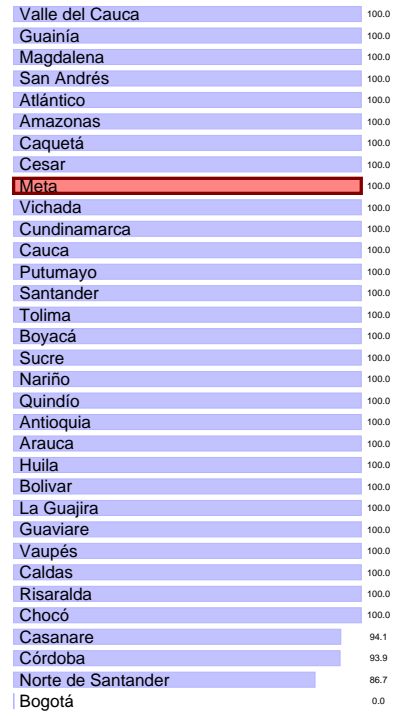 Valle del Cauca 100.0
Guainía 100.0
Magdalena 100.0
San Andrés 100.0
Atlántico 100.0
Amazonas 100.0
Caquetá 100.0
Cesar 100.0
Meta 100.0
Vichada 100.0
Cundinamarca 100.0
Cauca 100.0
Putumayo 100.0
Santander 100.0
Tolima 100.0
Boyacá 100.0
Sucre 100.0
Nariño 100.0
Quindío 100.0
Antioquia 100.0
Arauca 100.0
Huila 100.0
Bolivar 100.0
La Guajira 100.0
Guaviare 100.0
Vaupés 100.0
Caldas 100.0
Risaralda 100.0
Chocó 100.0
Casanare 94.1
Córdoba 93.9
Norte de Santander 86.7
Bogotá 0.0